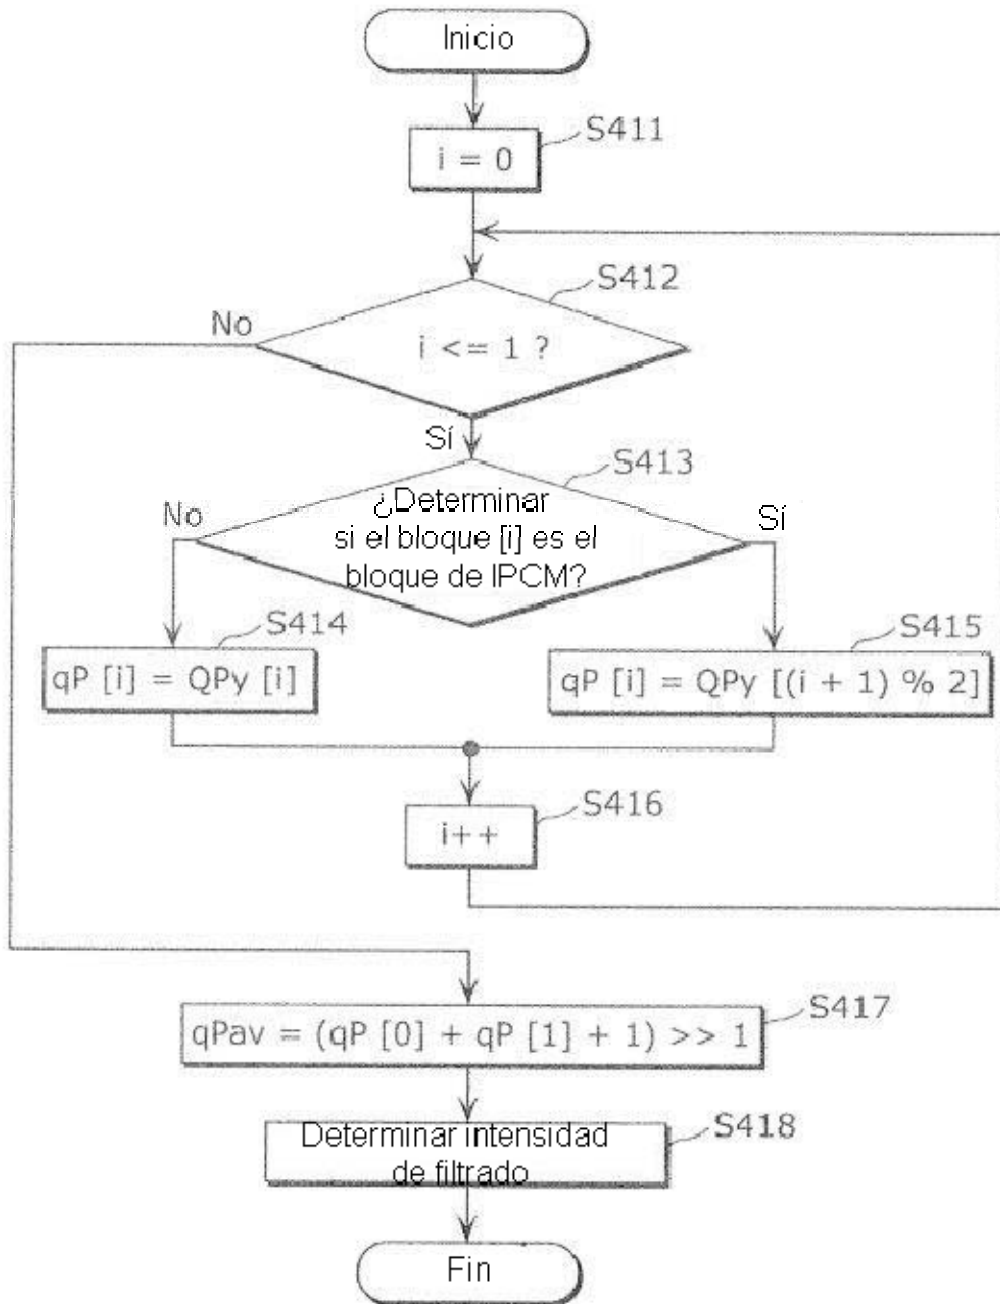 Inicio
S411
i = 0
S412
No
i <= 1 ?
Sí
S413
No
¿Determinar
si el bloque [i] es el
bloque de IPCM?
Sí
S414
qP [i] = QPy [i]
S415
qP [i] = QPy [(i + 1) % 2]
S416
i++
S417
qPav = (qP [0] + qP [1] + 1) >> 1
S418
Determinar intensidad
de filtrado
Fin